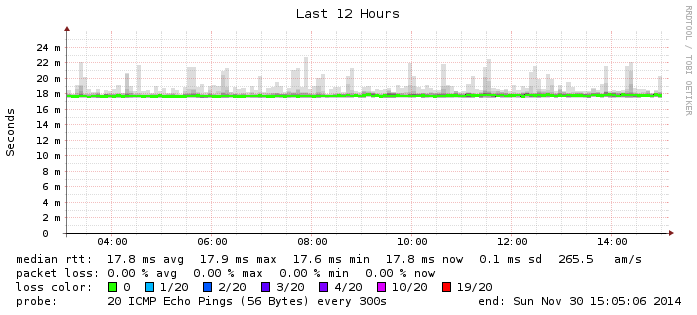 Last 12 Hours
RRDTOOL / TOBI OETIKER
Seconds
24 m
22 m
20 m
18 m
16 m
14 m
12 m
10 m
8 m
6 m
4 m
2 m
0
04:00 06:00 08:00 10:00 12:00 14:00
median rtt: 17.8 ms avg 17.9 ms max 17.6 ms min 17.8 ms now 0.1 ms sd 265.5 am/s
packet loss: 0.00 % avg 0.00 % max 0.00 % min 0.00 % now
loss color: 0 1/20 2/20 3/20 4/20 10/20 19/20
probe: 20 ICMP Echo Pings (56 Bytes) every 300s end: Sun Nov 30 15:05:06 2014